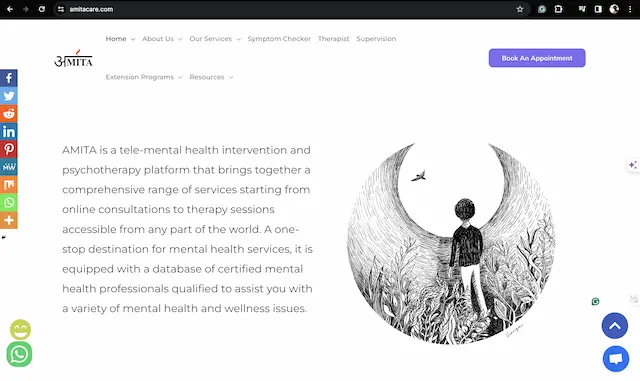 amitacare.com
अMITA
Home
About Us
Our Services
Symptom Checker
Therapist
Supervision
Extension Programs
Resources
Book An Appointment
AMITA is a tele-mental health intervention and
psychotherapy platform that brings together a
comprehensive range of services starting from
online consultations to therapy sessions
accessible from any part of the world. A one-
stop destination for mental health services, it is
equipped with a database of certified mental
health professionals qualified to assist you with
a variety of mental health and wellness issues.
MW